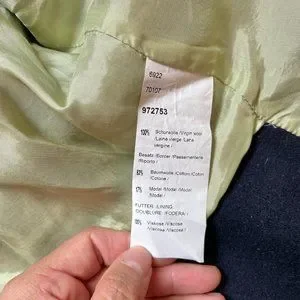 6922
70107
972753
100% Schurwolle /Virgin wool
/Laine vierge /Lana
vergine /
Besatz /Border /Passementerie
/Riporto /
83% Baumwolle /Cotton /Coton
/Cotone /
17% Modal /Modal /Modal
/Modal /
FUTTER /LINING
/DOUBLURE /FODERA /
100% Viskose /Viscose
/Viscose /Viscosa /